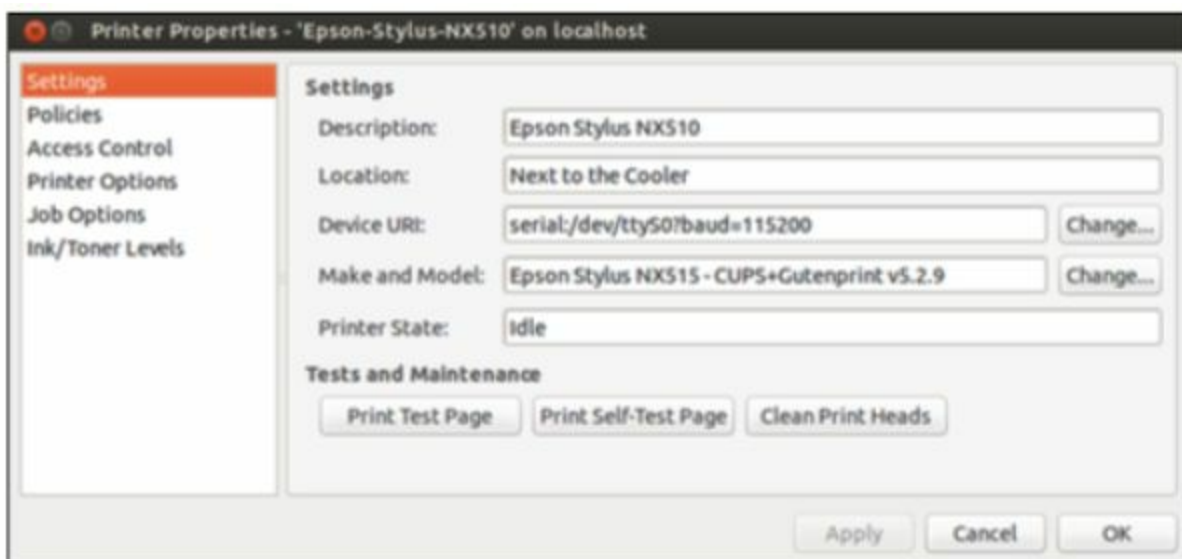 Printer Properties - 'Epson-Stylus-NX510' on localhost
Settings
Policies
Access Control
Printer Options
Job Options
Ink/Toner Levels
Settings
Description: Epson Stylus NX510
Location: Next to the Cooler
Device URI: serial:/dev/ttyS0?baud=115200 Change...
Make and Model: Epson Stylus NX515 - CUPS+Gutenprint v5.2.9 Change...
Printer State: Idle
Tests and Maintenance
Print Test Page Print Self-Test Page Clean Print Heads
Apply Cancel OK